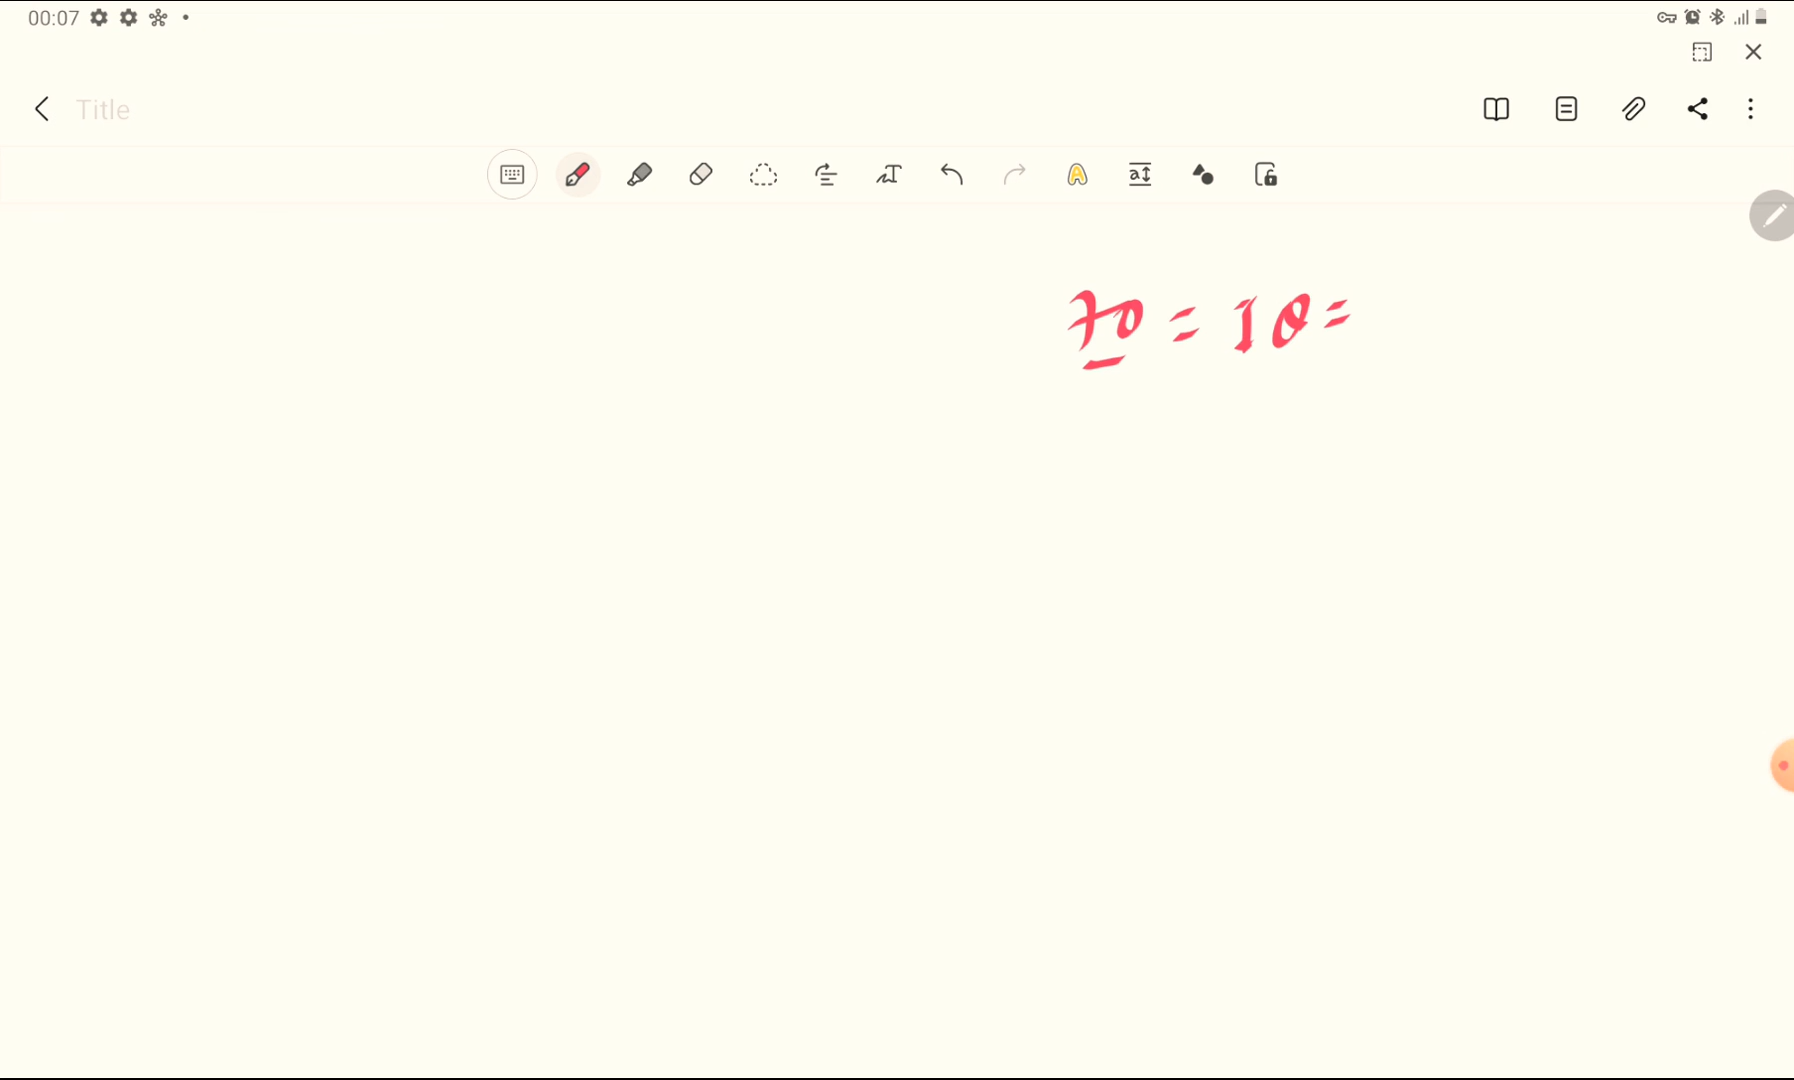 00:07
Title
70 = 10 =